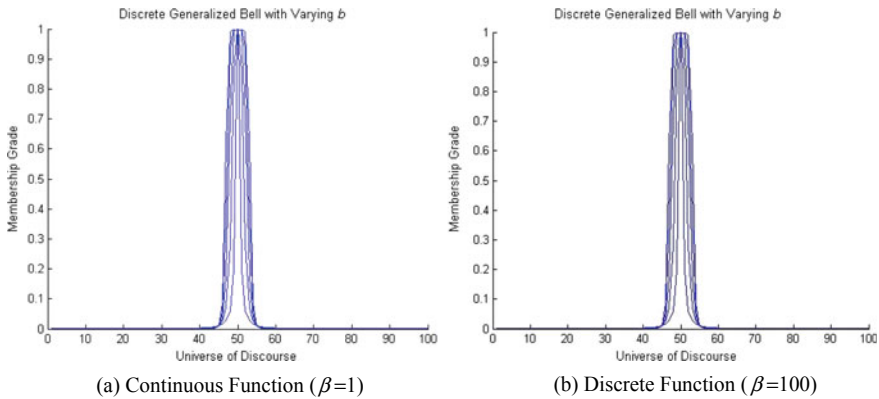 Discrete Generalized Bell with Varying b
Membership Grade
1
0.9
0.8
0.7
0.6
0.5
0.4
0.3
0.2
0.1
0
0 10 20 30 40 50 60 70 80 90 100
Universe of Discourse
(a) Continuous Function (β=1)
Discrete Generalized Bell with Varying b
Membership Grade
1
0.9
0.8
0.7
0.6
0.5
0.4
0.3
0.2
0.1
0
0 10 20 30 40 50 60 70 80 90 100
Universe of Discourse
(b) Discrete Function (β=100)